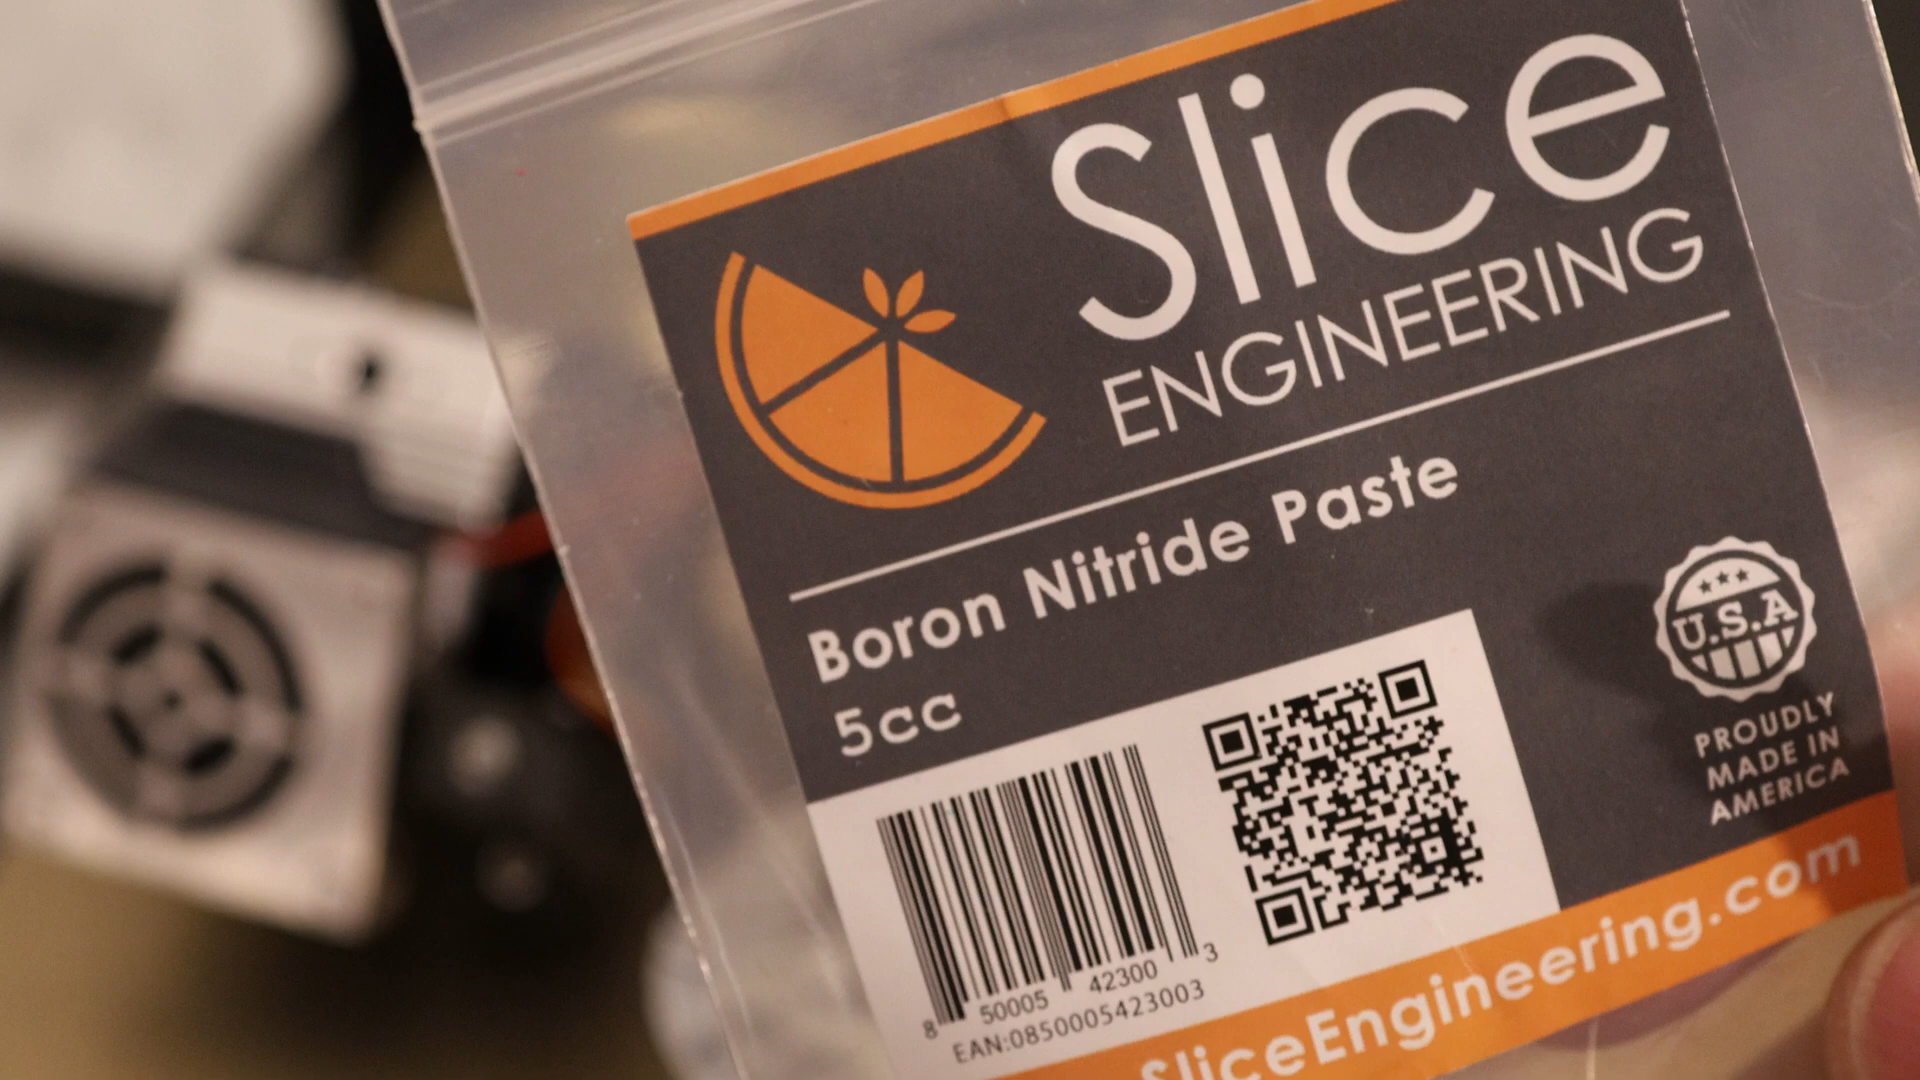 Slice
ENGINEERING
Boron Nitride Paste
5cc
U.S.A
PROUDLY
MADE IN
AMERICA
8 50005 42300 3
EAN:0850005423003
SliceEngineering.com